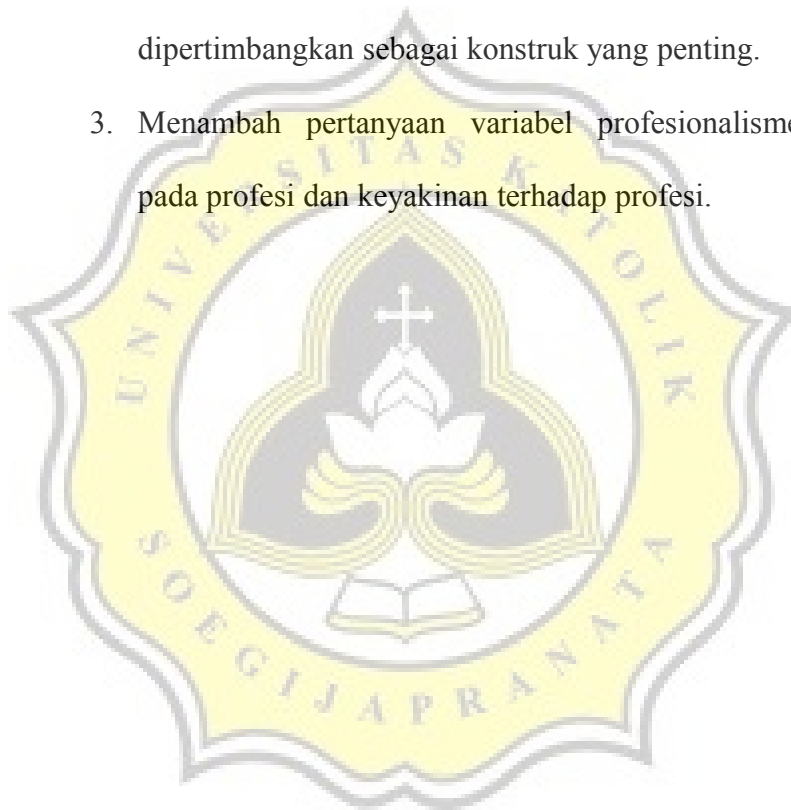 dipertimbangkan sebagai konstruk yang penting.
3. Menambah pertanyaan variabel profesionalisme
pada profesi dan keyakinan terhadap profesi.
UNIVERSITAS KATOLIK
SOEGIJAPRANATA